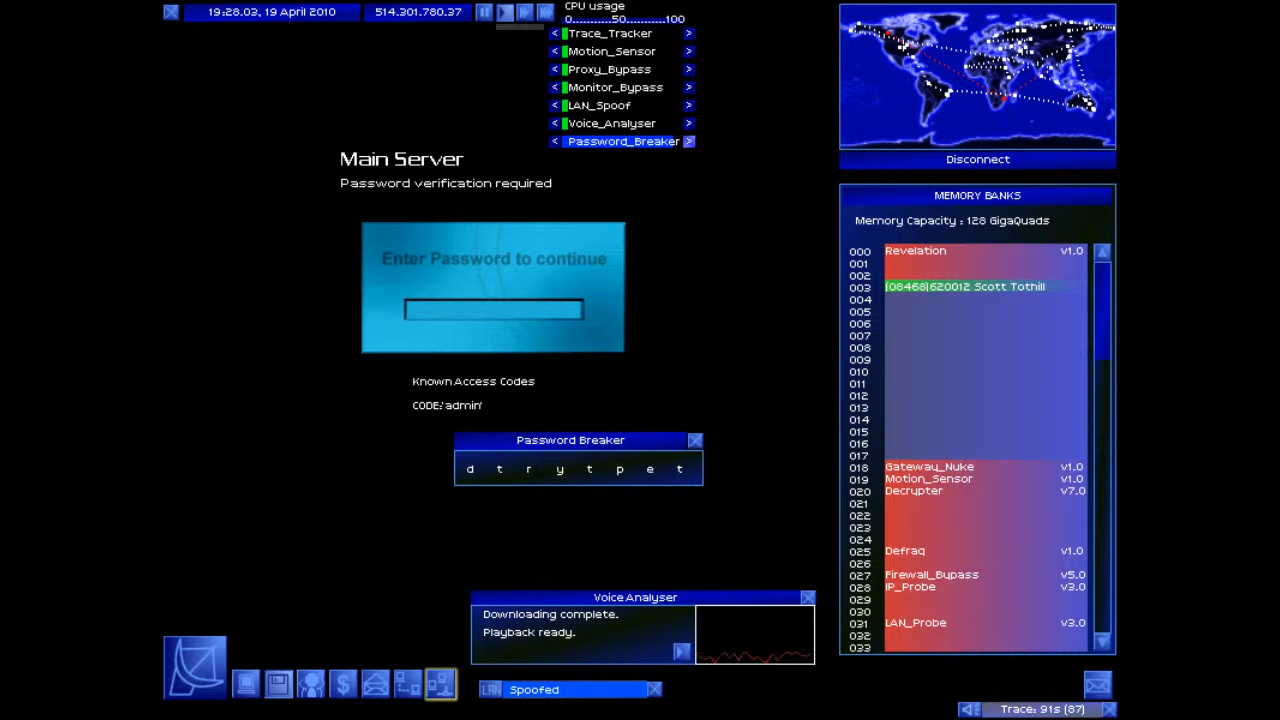 19:28.03, 19 April 2010
514.301.780.37
CPU usage
0.........50.........100
< Trace_Tracker >
< Motion_Sensor >
< Proxy_Bypass >
< Monitor_Bypass >
< LAN_Spoof >
< Voice_Analyser >
< Password_Breaker >
Disconnect
Main Server
Password verification required
Enter Password to continue
Known Access Codes
CODE:'admin'
Password Breaker
d t r y t p e t
Voice Analyser
Downloading complete.
Playback ready.
LAN Spoofed
MEMORY BANKS
Memory Capacity : 128 GigaQuads
000 Revelation v1.0
001
002
003 (08468)620012 Scott Tothill
004
005
006
007
008
009
010
011
012
013
014
015
016
017
018 Gateway_Nuke v1.0
019 Motion_Sensor v1.0
020 Decrypter v7.0
021
022
023
024
025 Defrag v1.0
026
027 Firewall_Bypass v5.0
028 IP_Probe v3.0
029
030
031 LAN_Probe v3.0
032
033
Trace: 91s (87)